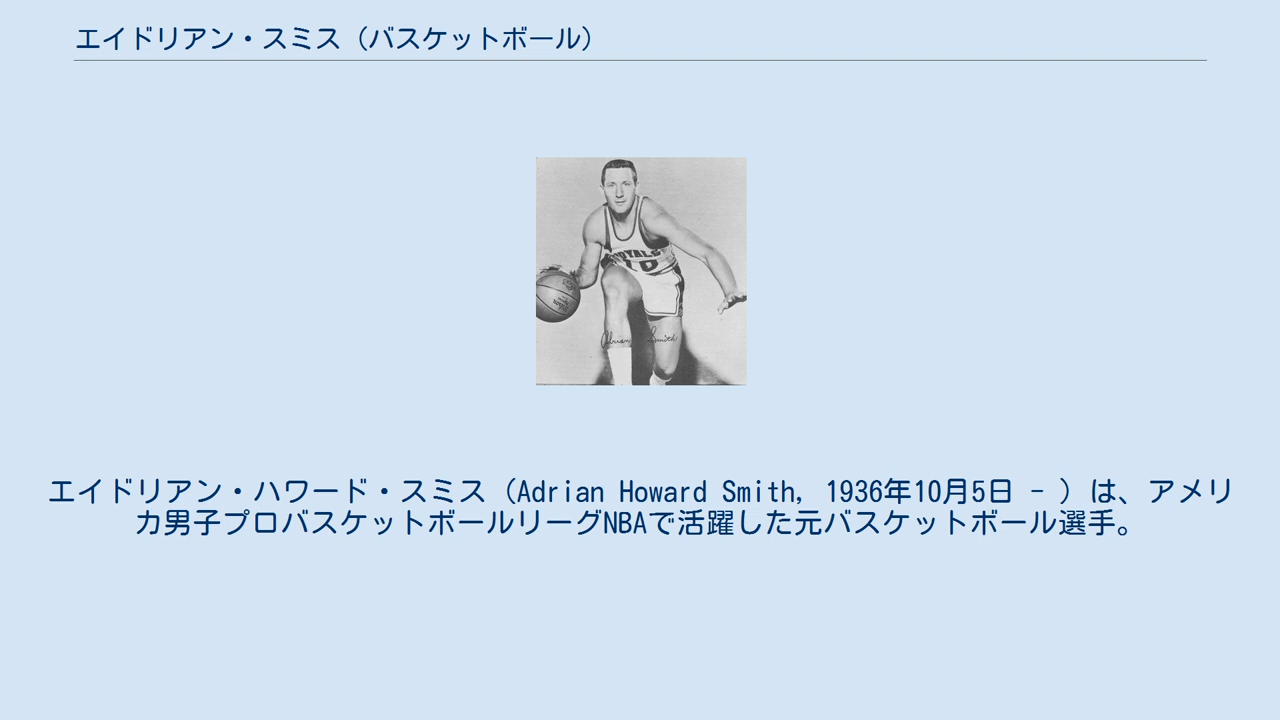 エイドリアン・スミス（バスケットボール）
ROYALS
10
Adrian Smith
エイドリアン・ハワード・スミス（Adrian Howard Smith, 1936年10月5日 - ）は、アメリ
カ男子プロバスケットボールリーグNBAで活躍した元バスケットボール選手。